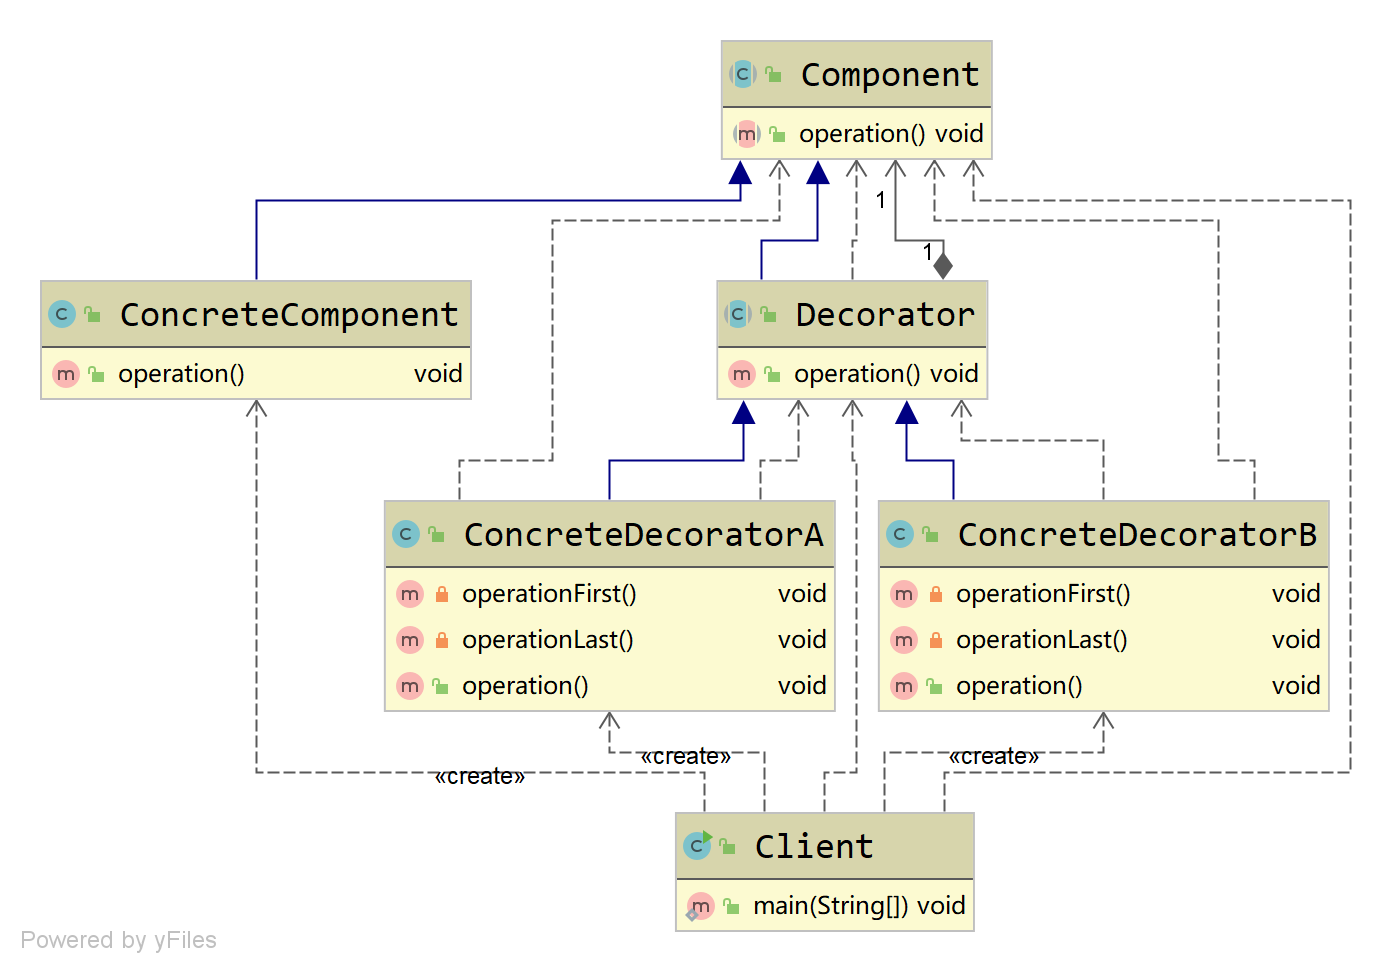 Component
operation() void
1
1
ConcreteComponent
operation() void
Decorator
operation() void
ConcreteDecoratorA
operationFirst() void
operationLast() void
operation() void
ConcreteDecoratorB
operationFirst() void
operationLast() void
operation() void
«create»
«create»
«create»
Client
main(String[]) void
Powered by yFiles